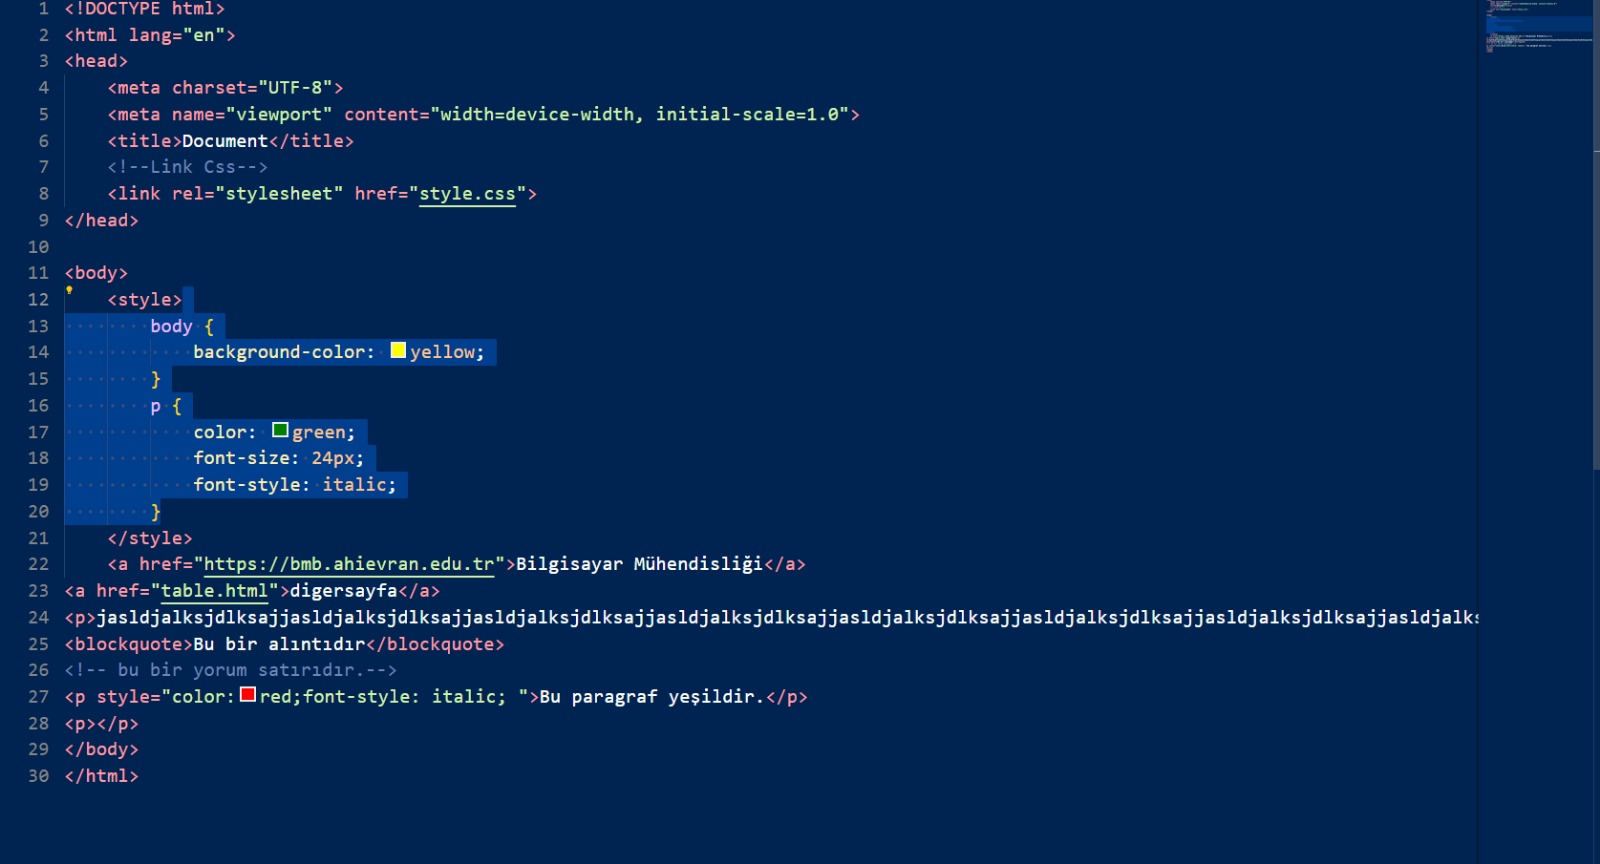 1 <!DOCTYPE html>
2 <html lang="en">
3 <head>
4 <meta charset="UTF-8">
5 <meta name="viewport" content="width=device-width, initial-scale=1.0">
6 <title>Document</title>
7 <!--Link Css-->
8 <link rel="stylesheet" href="style.css">
9 </head>
10
11 <body>
12 <style>
13 body {
14 background-color: yellow;
15 }
16 p {
17 color: green;
18 font-size: 24px;
19 font-style: italic;
20 }
21 </style>
22 <a href="https://bmb.ahievran.edu.tr">Bilgisayar Mühendisliği</a>
23 <a href="table.html">digersayfa</a>
24 <p>jasldjalksjdlksajjasldjalksjdlksajjasldjalksjdlksajjasldjalksjdlksajjasldjalksjdlksajjasldjalksjdlksajjasldjalksjdlksajjasldjalks
25 <blockquote>Bu bir alıntıdır</blockquote>
26 <!-- bu bir yorum satırıdır.-->
27 <p style="color:red;font-style: italic; ">Bu paragraf yeşildir.</p>
28 <p></p>
29 </body>
30 </html>